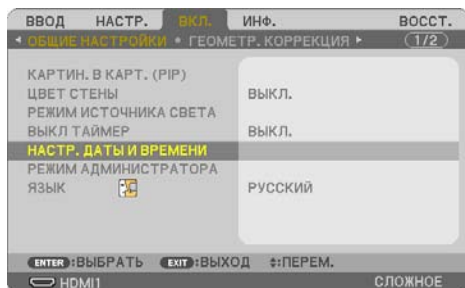 ВВОД НАСТР. ВКЛ. ИНФ. ВОССТ.
ОБЩИЕ НАСТРОЙКИ • ГЕОМЕТР. КОРРЕКЦИЯ 1/2
КАРТИН. В КАРТ. (PIP)
ЦВЕТ СТЕНЫ ВЫКЛ.
РЕЖИМ ИСТОЧНИКА СВЕТА
ВЫКЛ ТАЙМЕР ВЫКЛ.
НАСТР. ДАТЫ И ВРЕМЕНИ
РЕЖИМ АДМИНИСТРАТОРА
ЯЗЫК РУССКИЙ
ENTER :ВЫБРАТЬ EXIT :ВЫХОД :ПЕРЕМ.
HDMI1 СЛОЖНОЕ